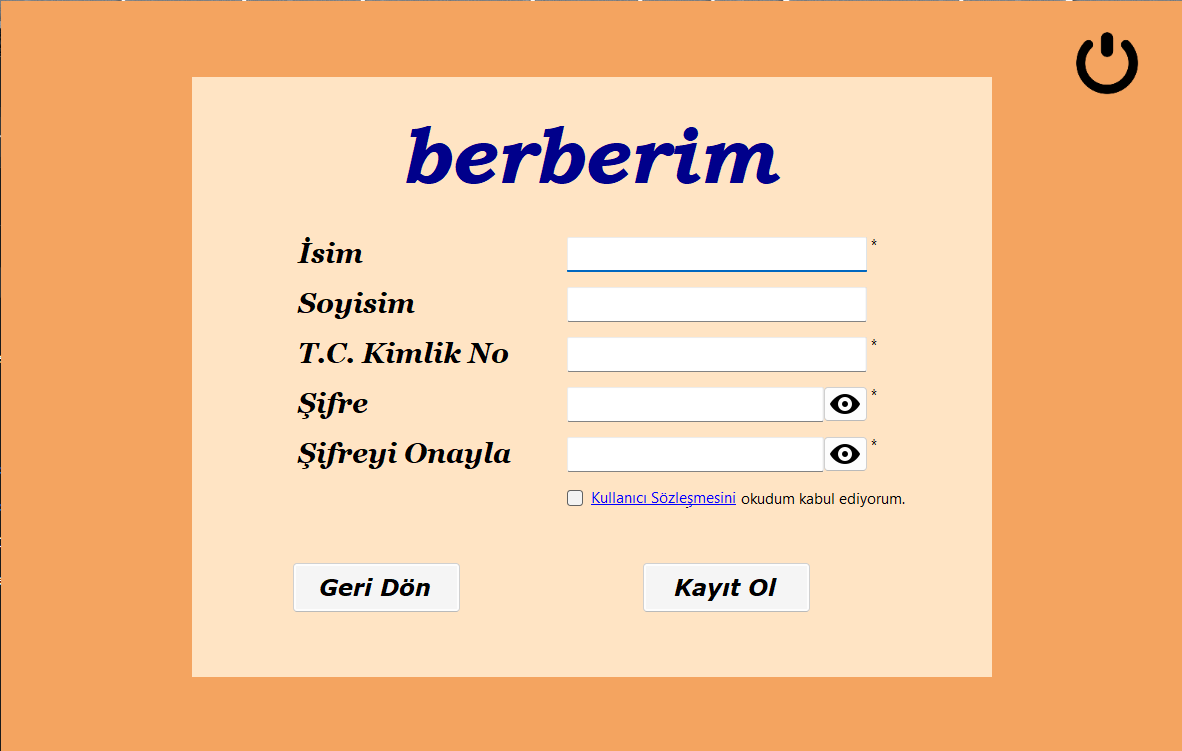 berberim
İsim *
Soyisim
T.C. Kimlik No *
Şifre *
Şifreyi Onayla *
Kullanıcı Sözleşmesini okudum kabul ediyorum.
Geri Dön Kayıt Ol